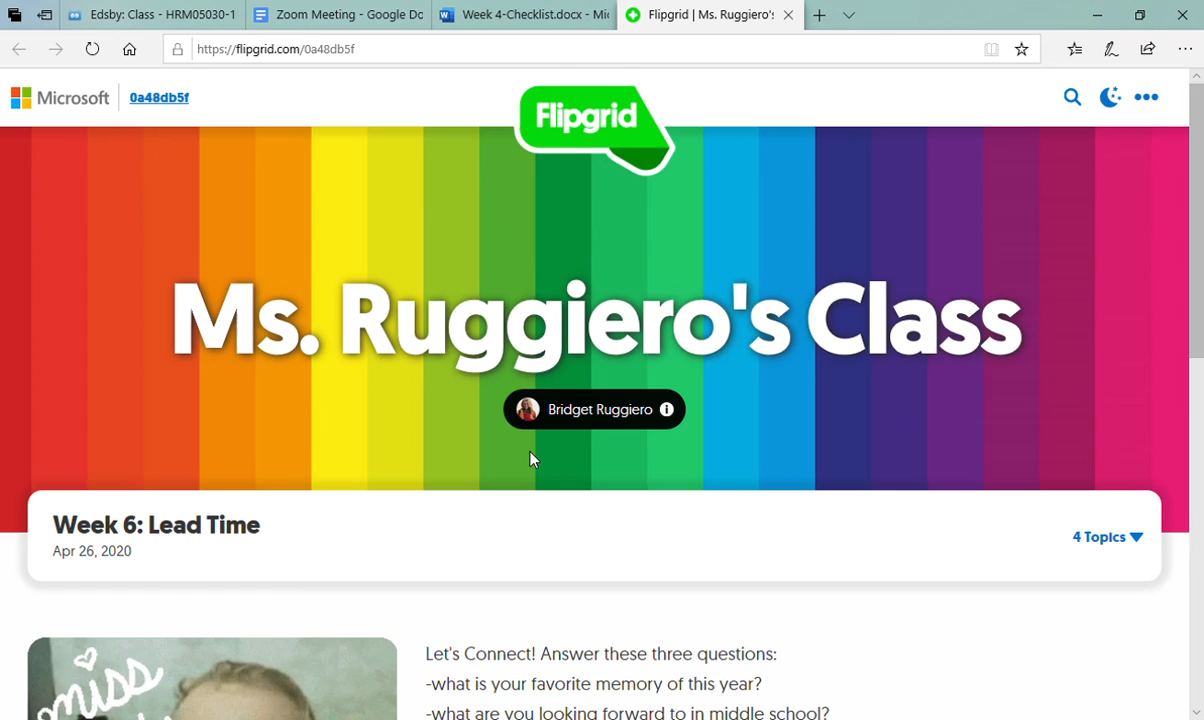 Edsby: Class - HRM05030-1
Zoom Meeting - Google Do
Week 4-Checklist.docx - Mic
Flipgrid | Ms. Ruggiero's
https://flipgrid.com/0a48db5f
Microsoft
0a48db5f
Flipgrid
Ms. Ruggiero's Class
Bridget Ruggiero
Week 6: Lead Time
Apr 26, 2020
4 Topics
miss
Let's Connect! Answer these three questions:
-what is your favorite memory of this year?
-what are you looking forward to in middle school?